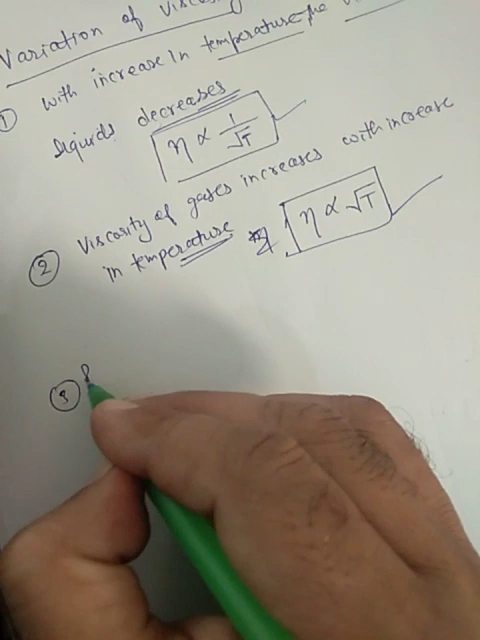 Variation of
① with increase in temperature the
liquids decreases
η ∝ 1/√T
② Viscosity of gases increases with increase
in temperature η ∝ √T
③